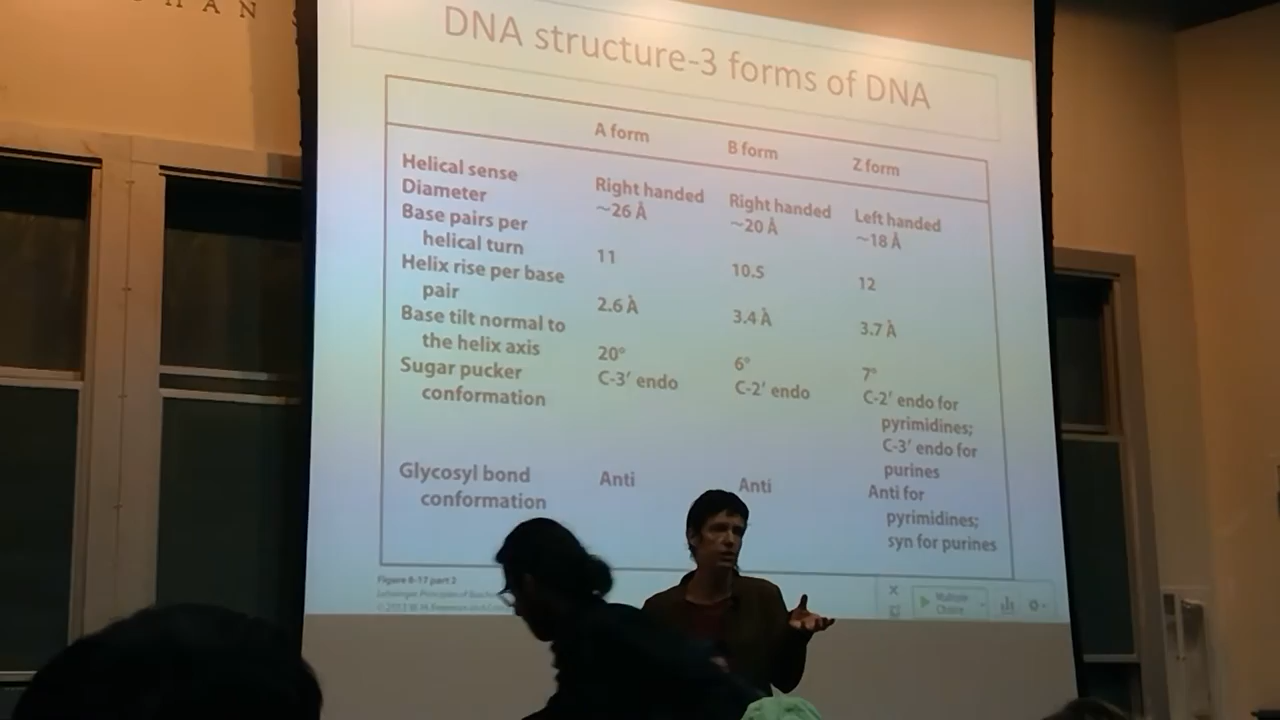 H A N
DNA structure-3 forms of DNA
A form B form Z form
Helical sense Right handed Right handed Left handed
Diameter ~26 Å ~20 Å ~18 Å
Base pairs per
helical turn 11 10.5 12
Helix rise per base
pair 2.6 Å 3.4 Å 3.7 Å
Base tilt normal to
the helix axis 20° 6° 7°
Sugar pucker C-3′ endo C-2′ endo C-2′ endo for
conformation pyrimidines;
C-3′ endo for
purines
Glycosyl bond Anti Anti Anti for
conformation pyrimidines;
syn for purines
Figure 8-17 part 2
Lehninger Principles of
Multiple
Choice